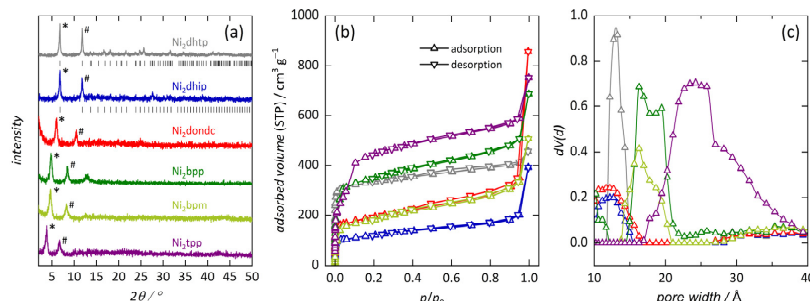 (a)
* #
Ni₂dhtp
* #
Ni₂dhip
* #
Ni₂dondc
* #
Ni₂bpp
* #
Ni₂bpm
* #
Ni₂tpp
intensity
5 10 15 20 25 30 35 40 45 50
2θ / °
(b)
adsorption
desorption
adsorbed volume (STP) / cm³ g⁻¹
1000
800
600
400
200
0
0.0 0.2 0.4 0.6 0.8 1.0
p/p₀
(c)
dV(d)
1.0
0.8
0.6
0.4
0.2
0.0
10 20 30 40
pore width / Å